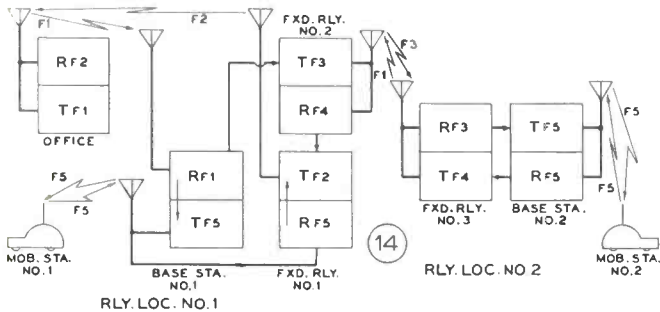 F1
F2
FXD. RLY.
NO. 2
F3
F1
RF2
TF1
OFFICE
TF3
RF4
RF3
TF4
FXD. RLY.
NO. 3
TF5
RF5
BASE STA.
NO. 2
F5
F5
F5
F5
MOB. STA.
NO. 1
RF1
TF5
BASE STA.
NO. 1
TF2
RF5
FXD. RLY.
NO. 1
14
MOB. STA.
NO. 2
RLY. LOC. NO. 1
RLY. LOC. NO. 2